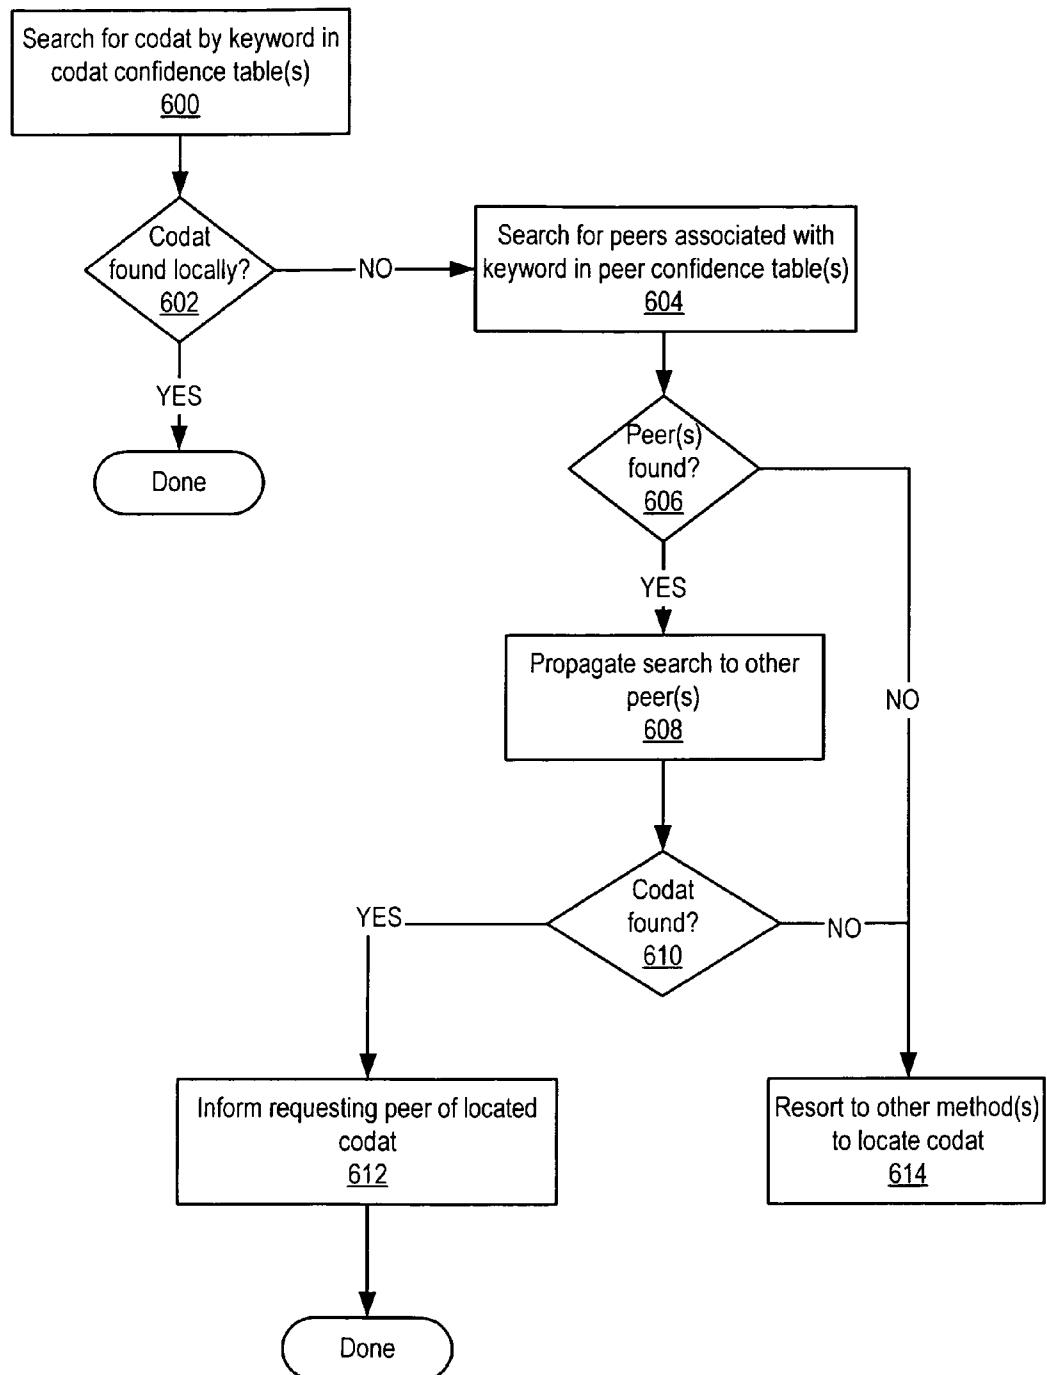 Search for codat by keyword in
codat confidence table(s)
600
Codat
found locally?
602
NO
Search for peers associated with
keyword in peer confidence table(s)
604
YES
Done
Peer(s)
found?
606
YES
NO
Propagate search to other
peer(s)
608
Codat
found?
610
YES
NO
Inform requesting peer of located
codat
612
Resort to other method(s)
to locate codat
614
Done